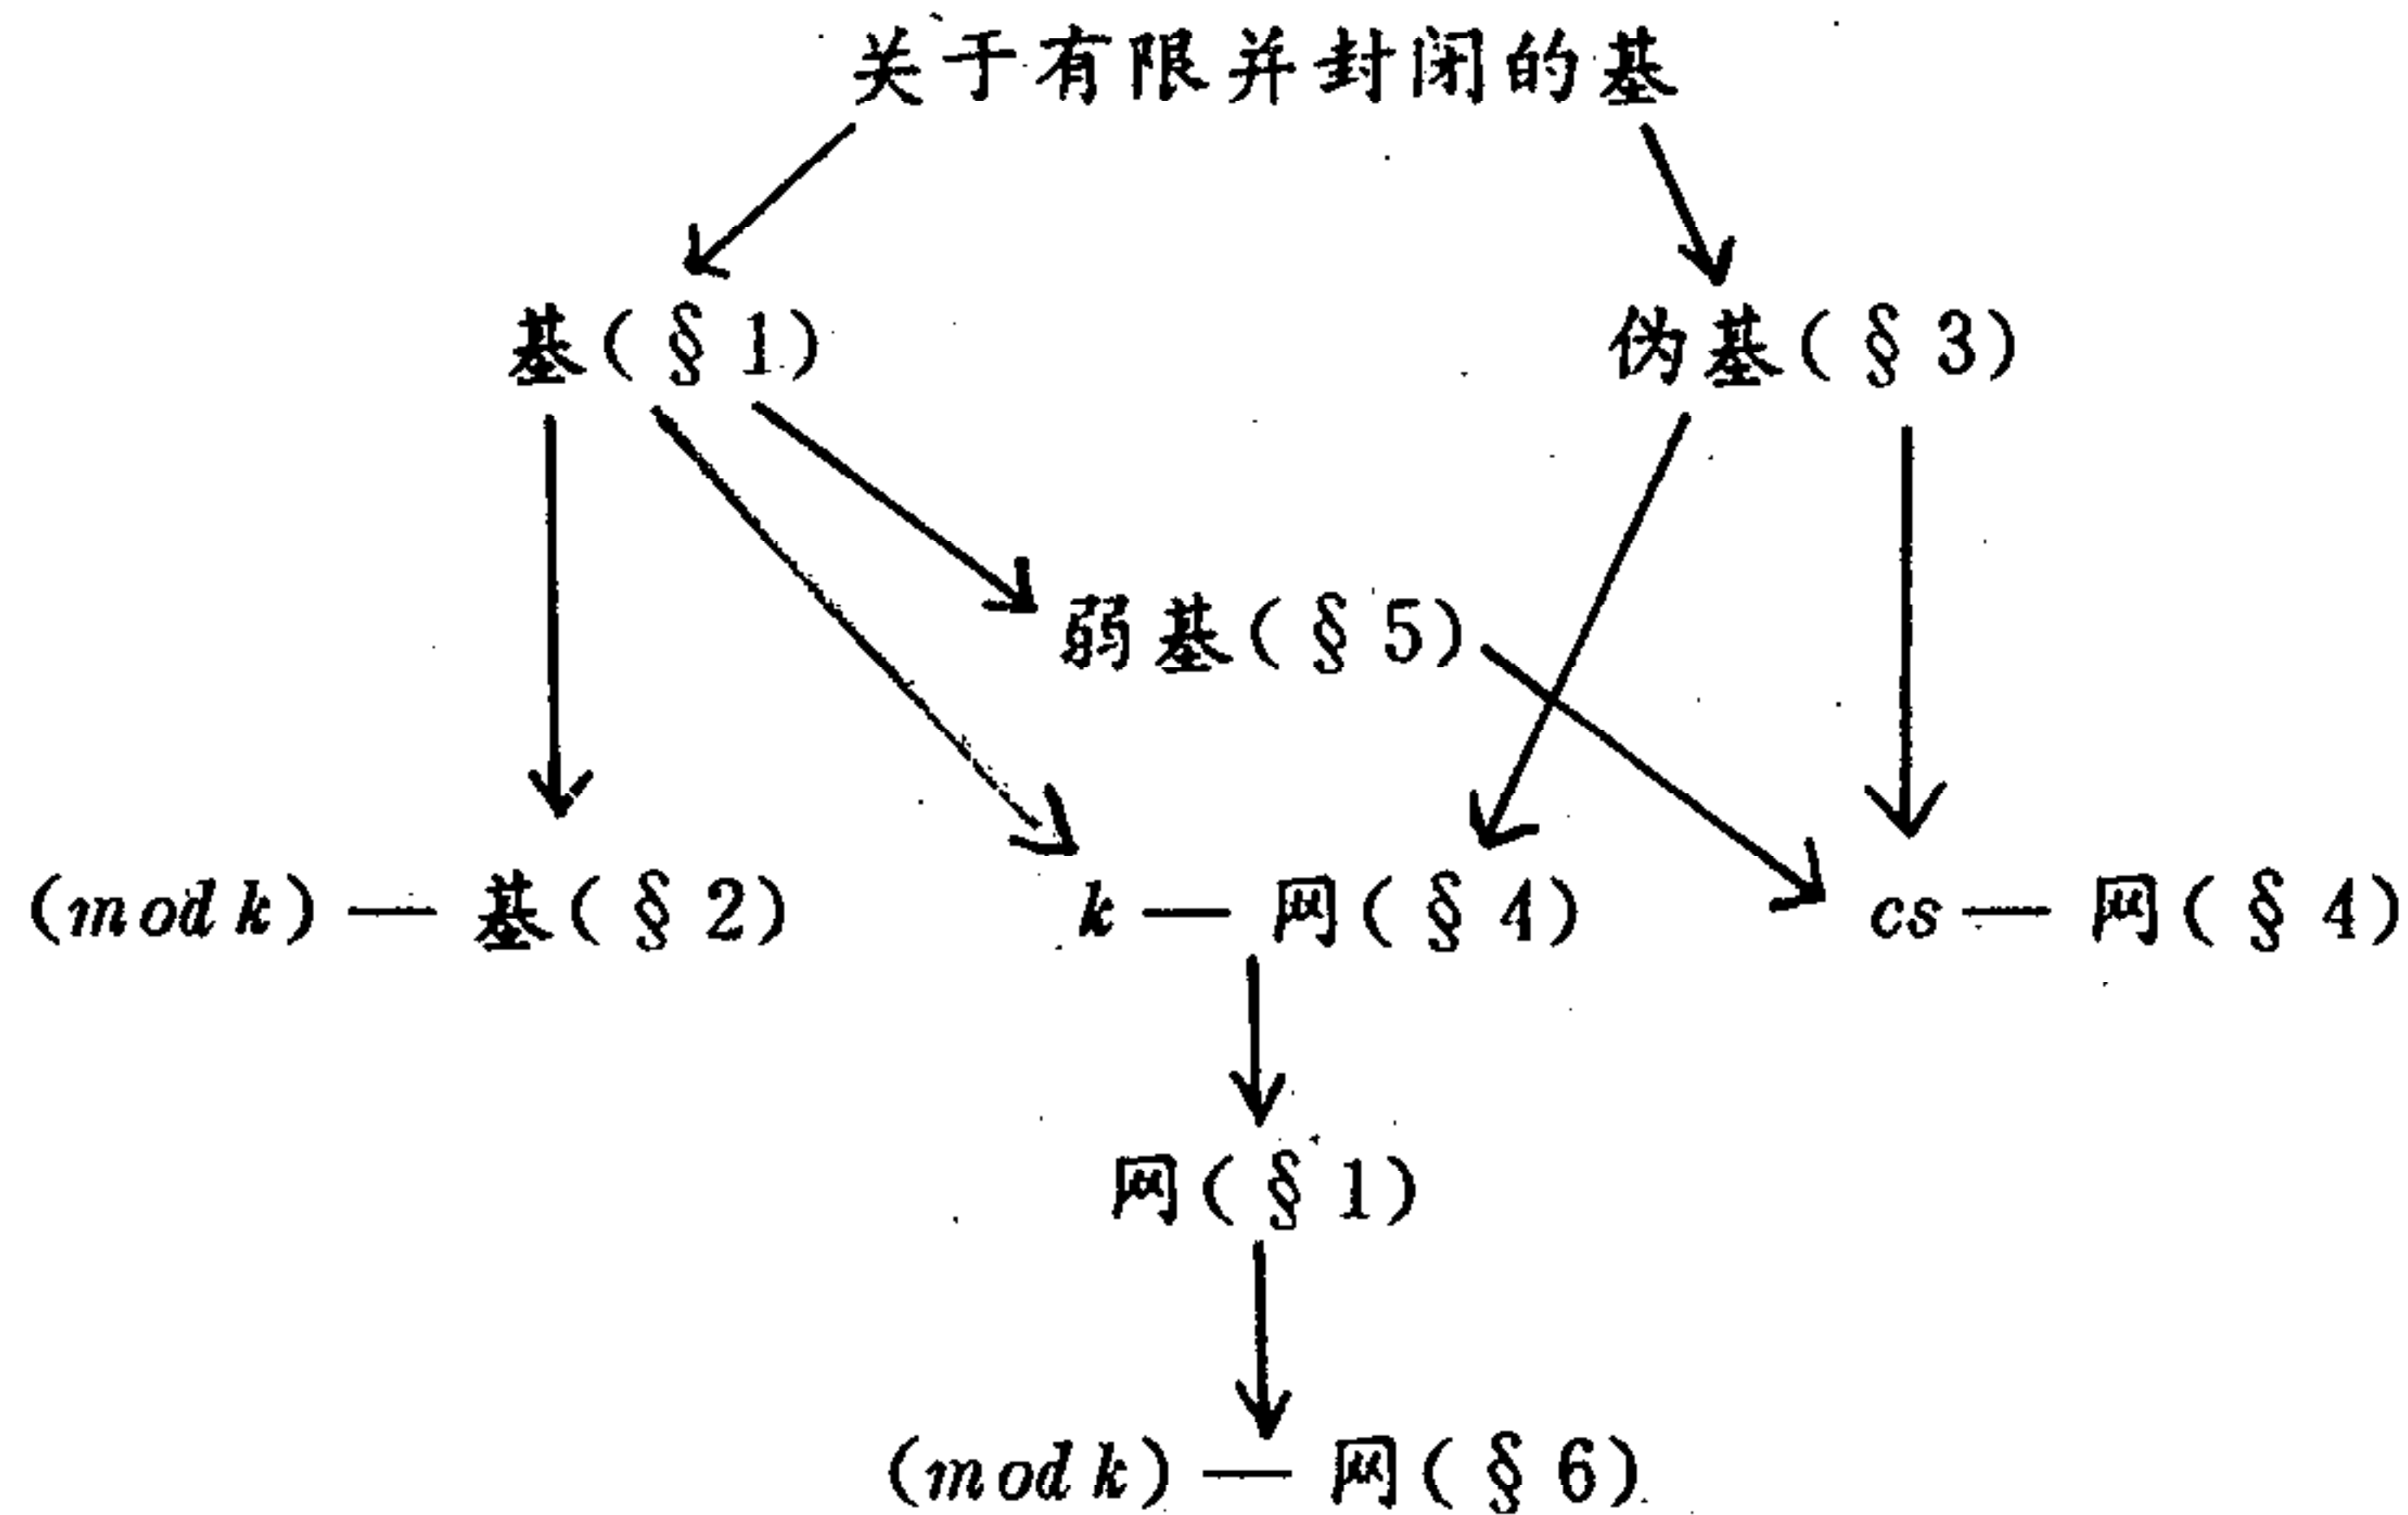 关于有限并封闭的基
基(§1) 伪基(§3)
弱基(§5)
(mod k)—基(§2) k—网(§4) cs—网(§4)
网(§1)
(mod k)—网(§6)